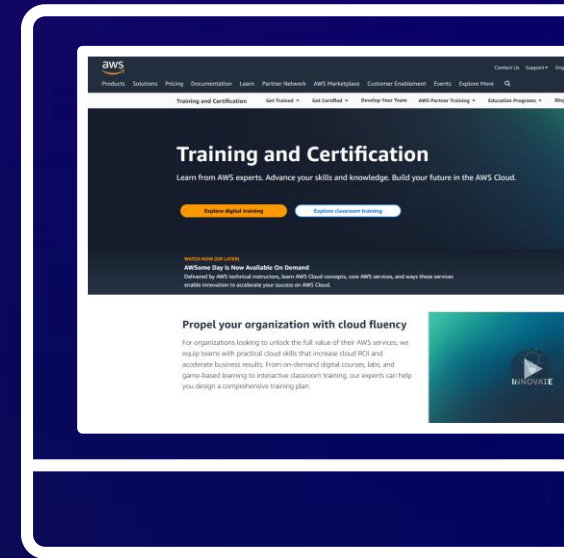 aws
Contact Us Support Eng
Products Solutions Pricing Documentation Learn Partner Network AWS Marketplace Customer Enablement Events Explore More
Training and Certification Get Trained Get Certified Develop Your Team AWS Partner Training Education Programs Blog
Training and Certification
Learn from AWS experts. Advance your skills and knowledge. Build your future in the AWS Cloud.
Explore digital training Explore classroom training
WATCH NOW (OR LATER)
AWSome Day is Now Available On Demand
Delivered by AWS technical instructors, learn AWS Cloud concepts, core AWS services, and ways these services
enable innovation to accelerate your success on AWS Cloud.
Propel your organization with cloud fluency
For organizations looking to unlock the full value of their AWS services, we
equip teams with practical cloud skills that increase cloud ROI and
accelerate business results. From on-demand digital courses, labs, and
game-based learning to interactive classroom training, our experts can help
you design a comprehensive training plan.
INNOVATE